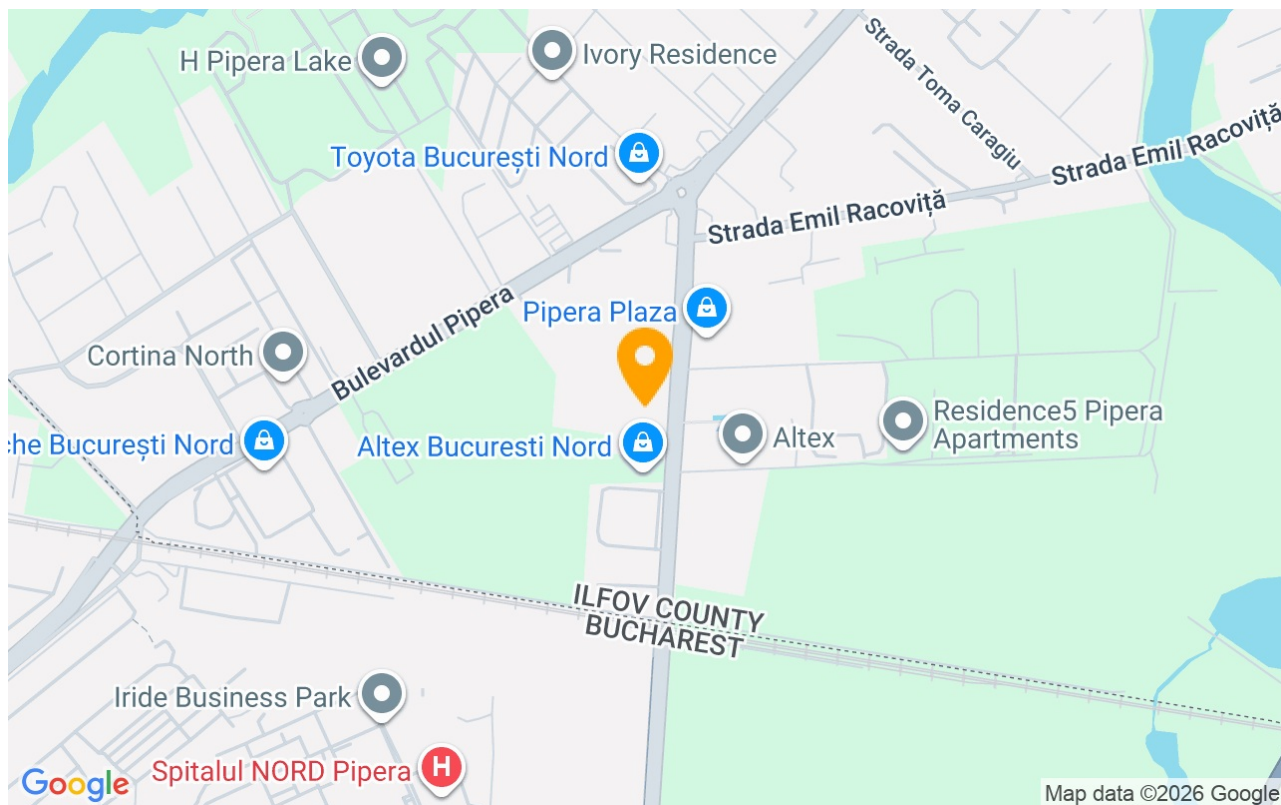 Strada Toma Caragiu
H Pipera Lake
Ivory Residence
Toyota București Nord
Strada Emil Racoviță
Strada Emil Racoviță
Bulevardul Pipera
Pipera Plaza
Cortina North
che București Nord
Altex Bucuresti Nord
Altex
Residence5 Pipera
Apartments
ILFOV COUNTY
BUCHAREST
Iride Business Park
Spitalul NORD Pipera
H
Google
Map data ©2026 Google